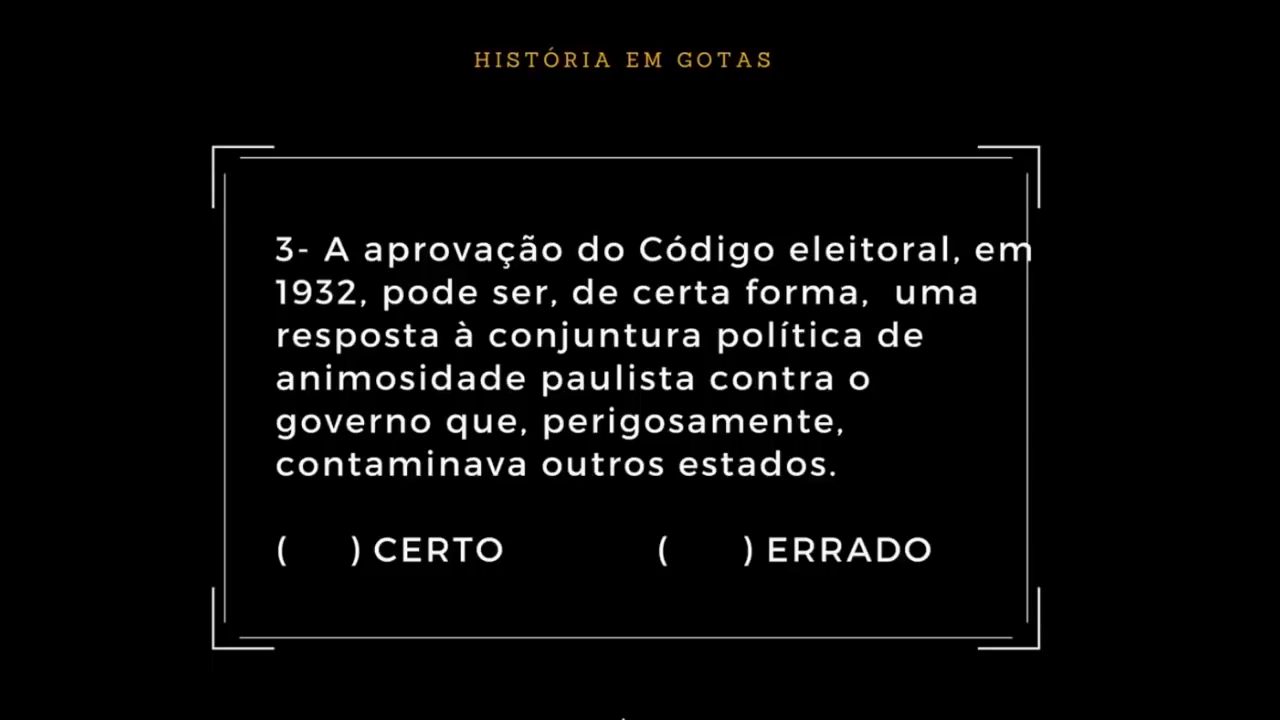 HISTÓRIA EM GOTAS
3- A aprovação do Código eleitoral, em
1932, pode ser, de certa forma, uma
resposta à conjuntura política de
animosidade paulista contra o
governo que, perigosamente,
contaminava outros estados.
( ) CERTO ( ) ERRADO